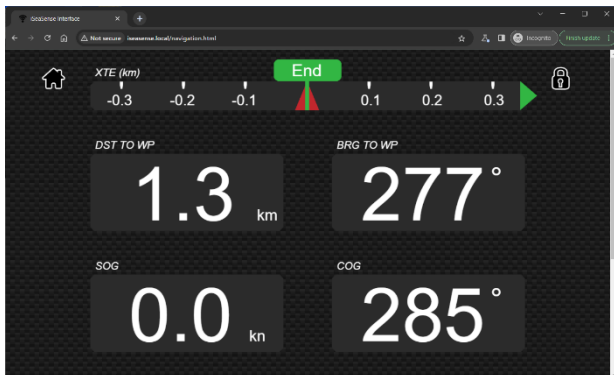 iSeaSense Interface
Not secure iseasense.local/navigation.html
Incognito
Finish update
XTE (km)
End
-0.3 -0.2 -0.1 0.1 0.2 0.3
DST TO WP
1.3 km
BRG TO WP
277°
SOG
0.0 kn
COG
285°